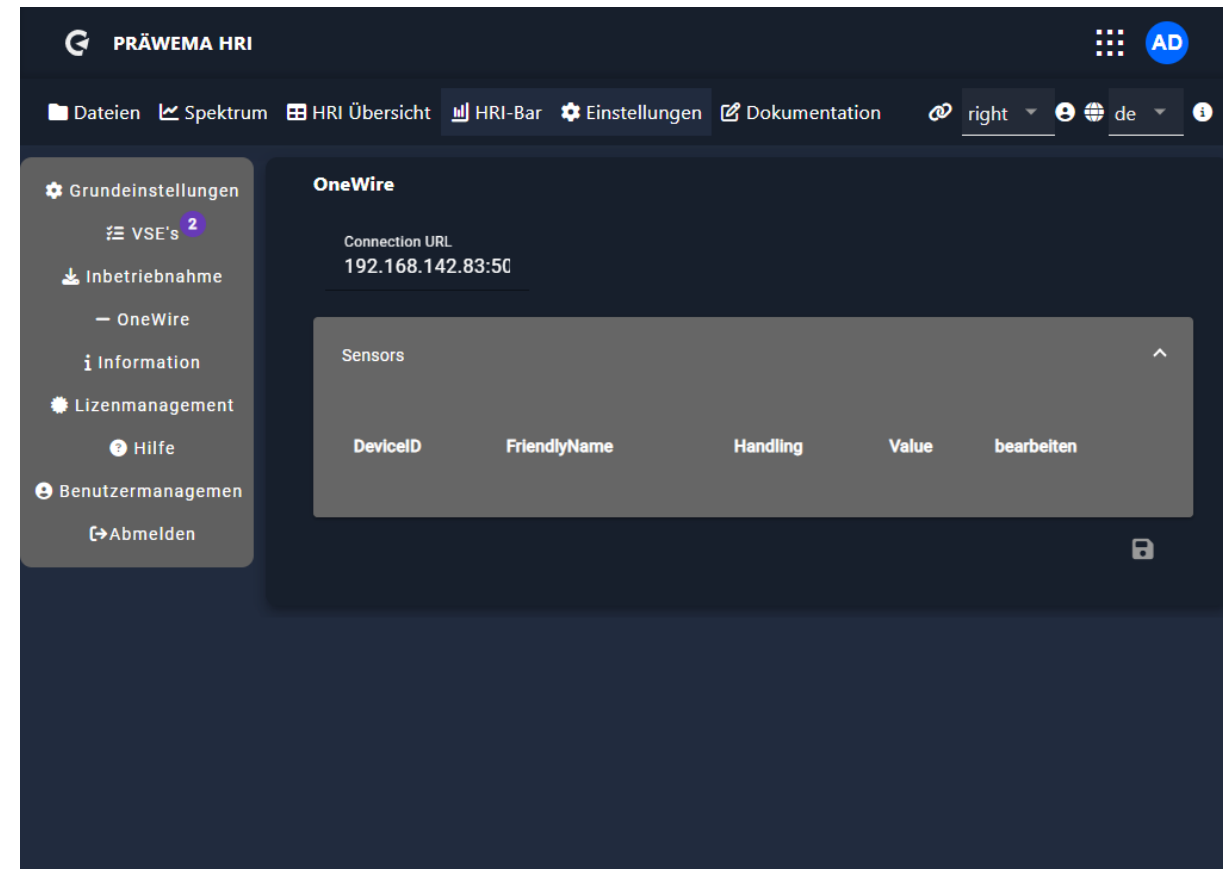 PRÄWEMA HRI
AD
Dateien Spektrum HRI Übersicht HRI-Bar Einstellungen Dokumentation right de
Grundeinstellungen
VSE's 2
Inbetriebnahme
OneWire
Information
Lizenmanagement
Hilfe
Benutzermanagemen
Abmelden
OneWire
Connection URL
192.168.142.83:50
Sensors
DeviceID FriendlyName Handling Value bearbeiten